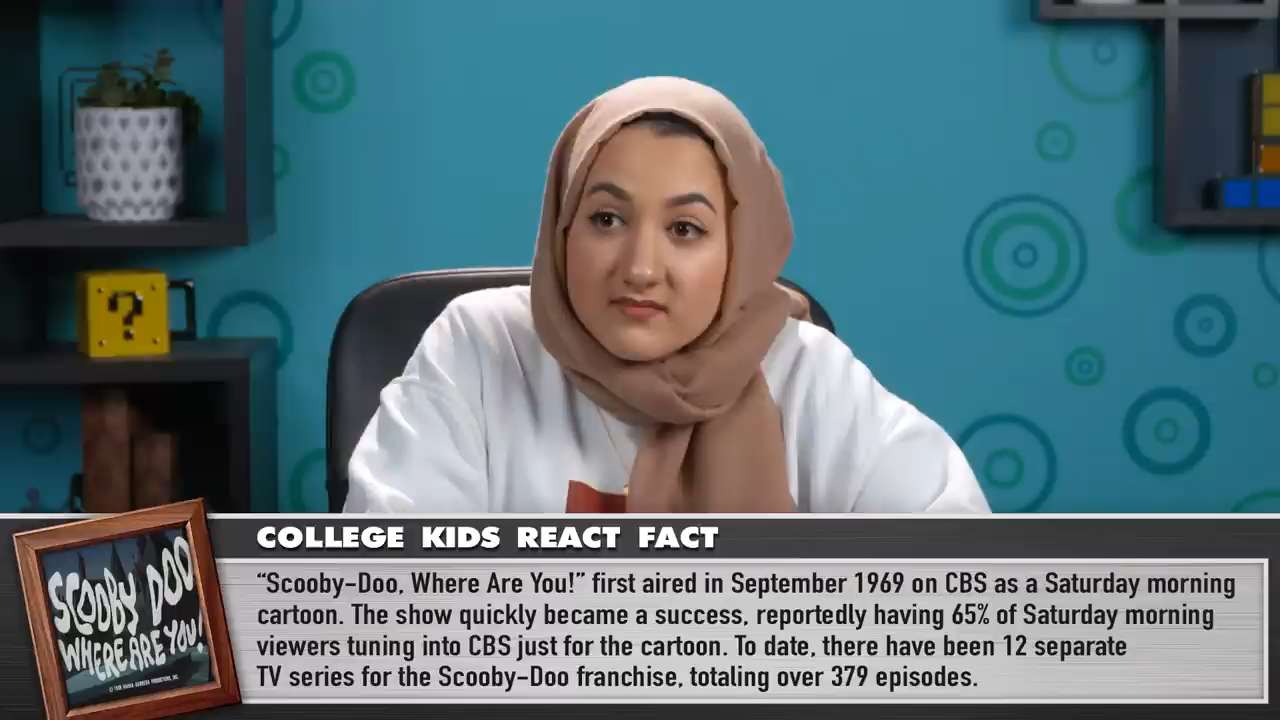 ?
COLLEGE KIDS REACT FACT
“Scooby-Doo, Where Are You!” first aired in September 1969 on CBS as a Saturday morning
cartoon. The show quickly became a success, reportedly having 65% of Saturday morning
viewers tuning into CBS just for the cartoon. To date, there have been 12 separate
TV series for the Scooby-Doo franchise, totaling over 379 episodes.
SCOOBY DOO
WHERE ARE YOU!